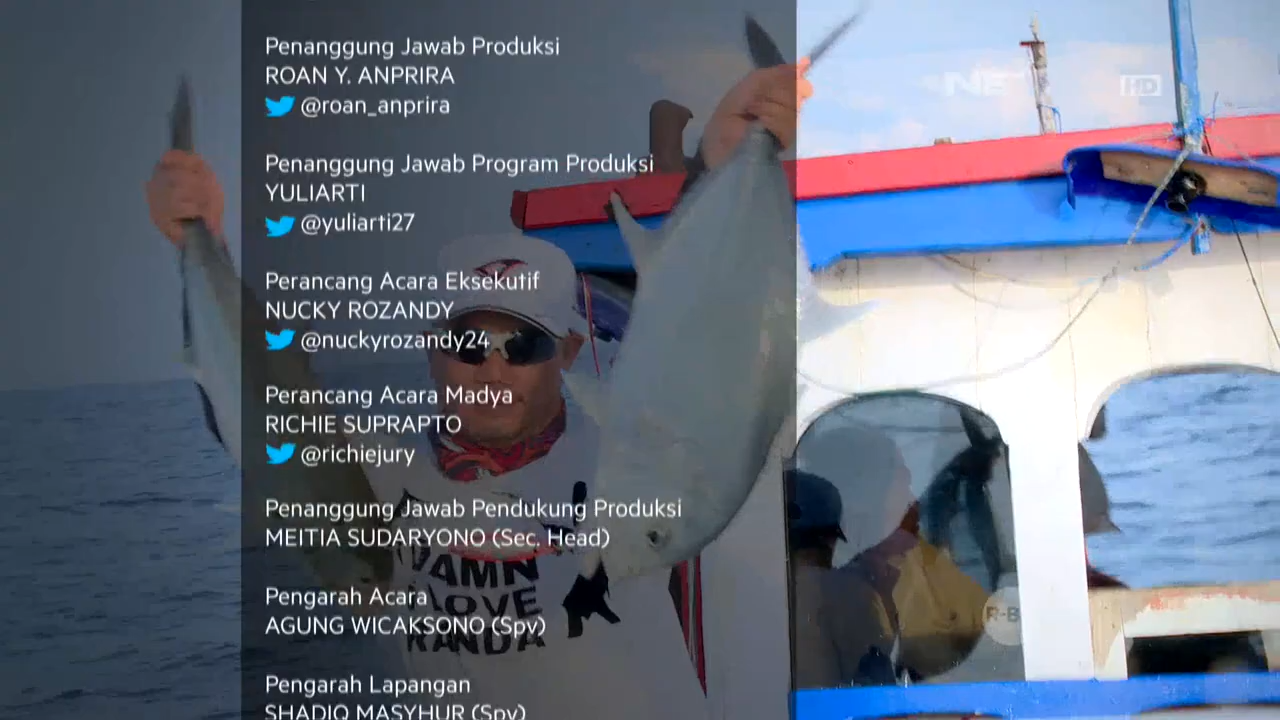 Penanggung Jawab Produksi
ROAN Y. ANPRIRA
@roan_anprira
Penanggung Jawab Program Produksi
YULIARTI
@yuliarti27
Perancang Acara Eksekutif
NUCKY ROZANDY
@nuckyrozandy24
Perancang Acara Madya
RICHIE SUPRAPTO
@richiejury
Penanggung Jawab Pendukung Produksi
MEITIA SUDARYONO (Sec. Head)
Pengarah Acara
AGUNG WICAKSONO (Spv)
Pengarah Lapangan
SHADIQ MASYHUR (Spv)
NET
HD
DAMN
I LOVE
R-B